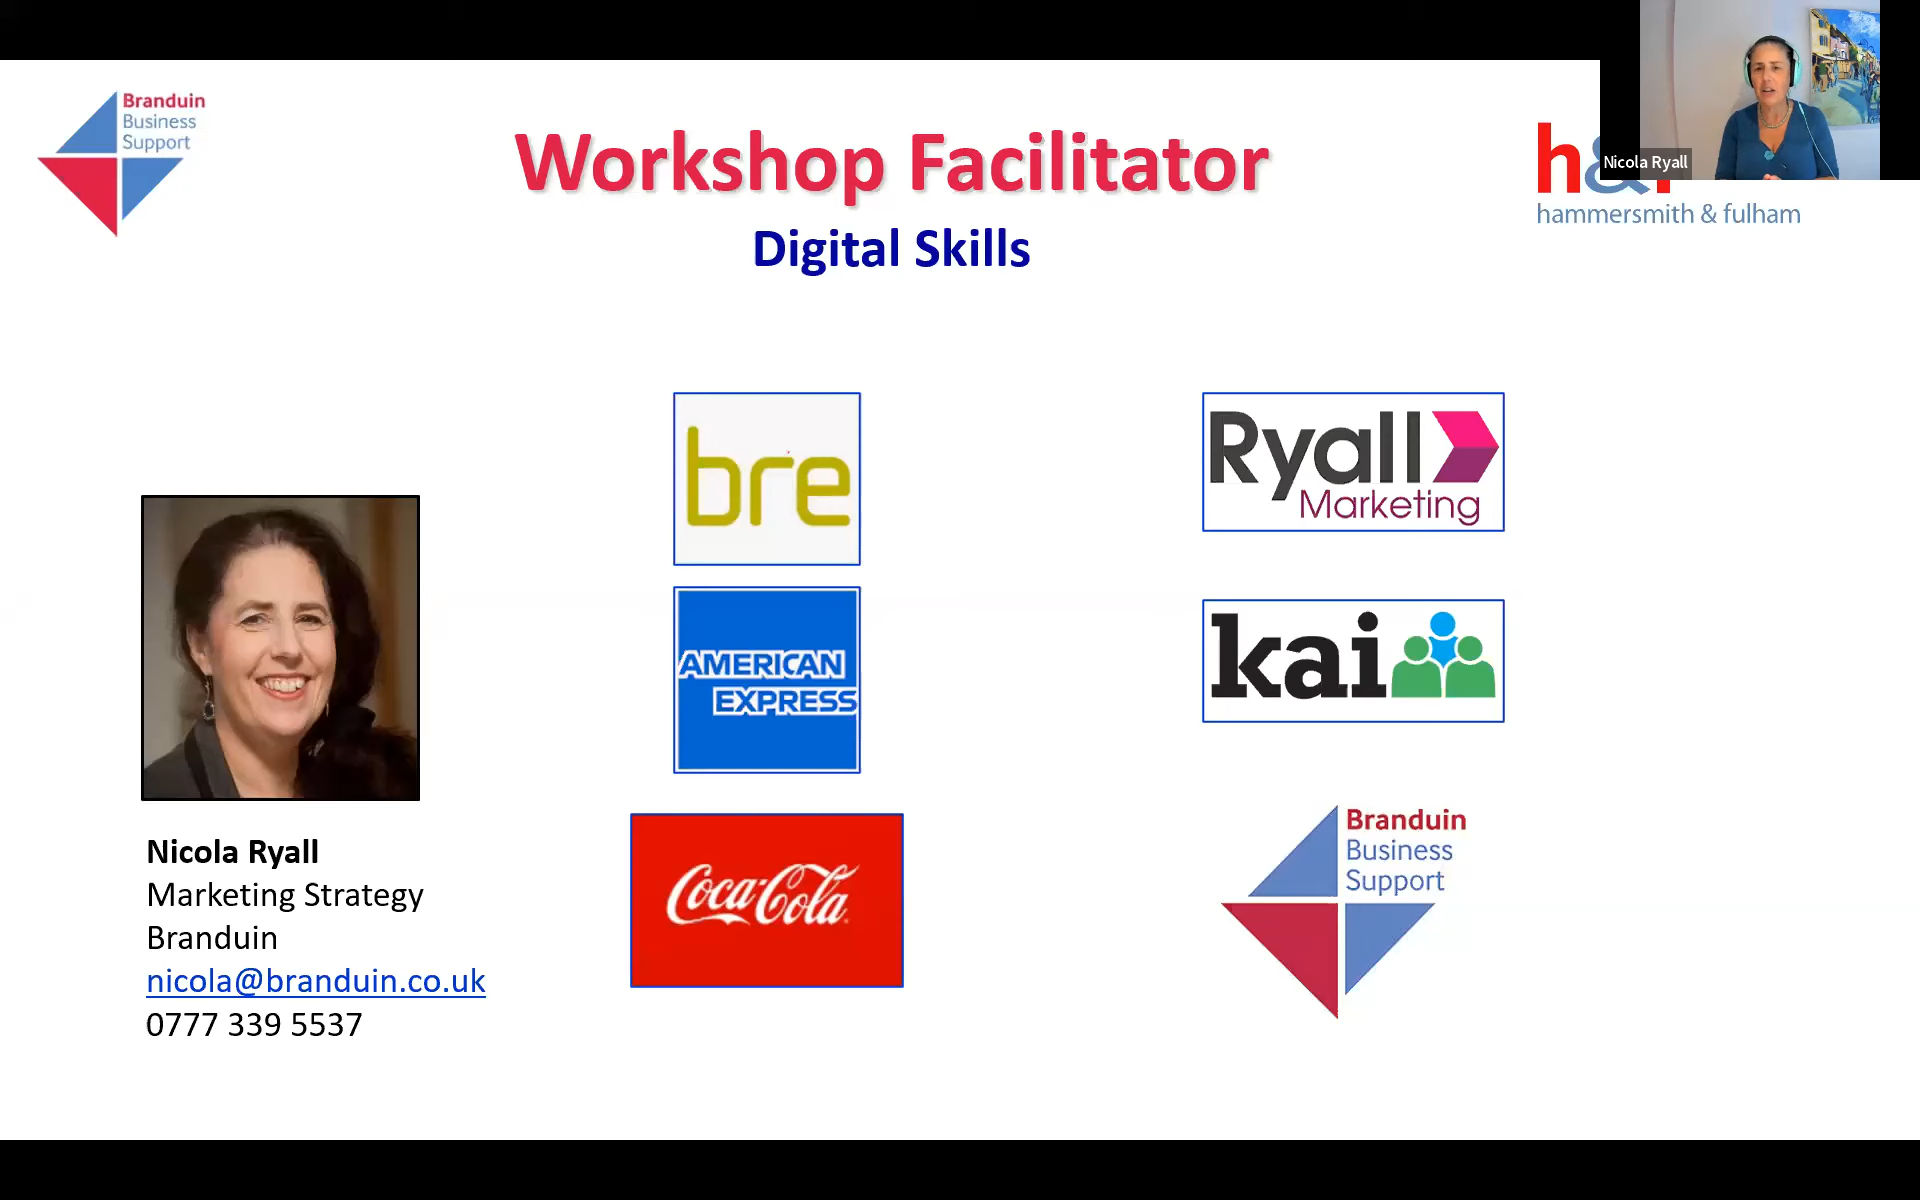 Branduin
Business
Support
Workshop Facilitator
Digital Skills
Nicola Ryall
hammersmith & fulham
bre
AMERICAN
EXPRESS
Coca-Cola
Ryall
Marketing
kai
Branduin
Business
Support
Nicola Ryall
Marketing Strategy
Branduin
nicola@branduin.co.uk
0777 339 5537